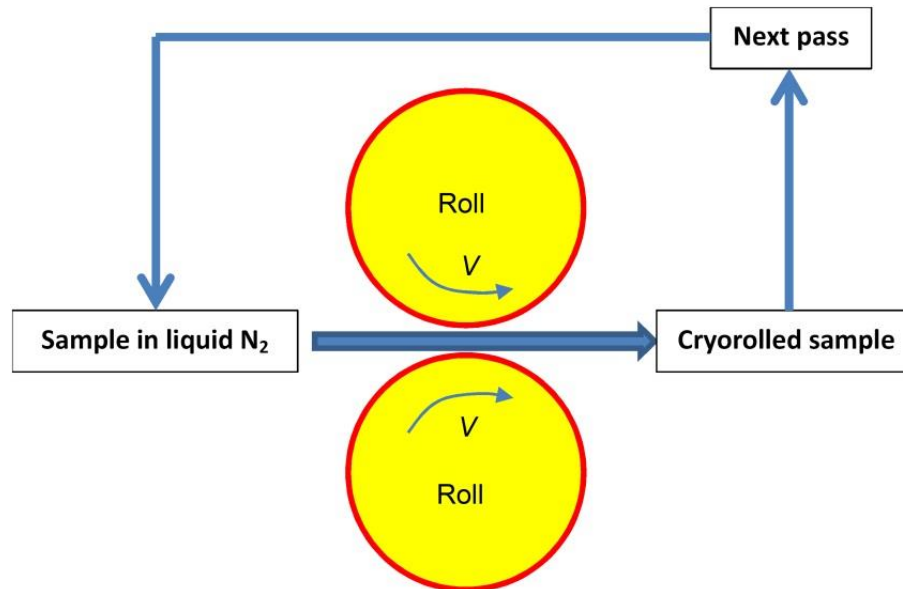 Next pass
Roll
V
Sample in liquid N₂
Cryorolled sample
V
Roll